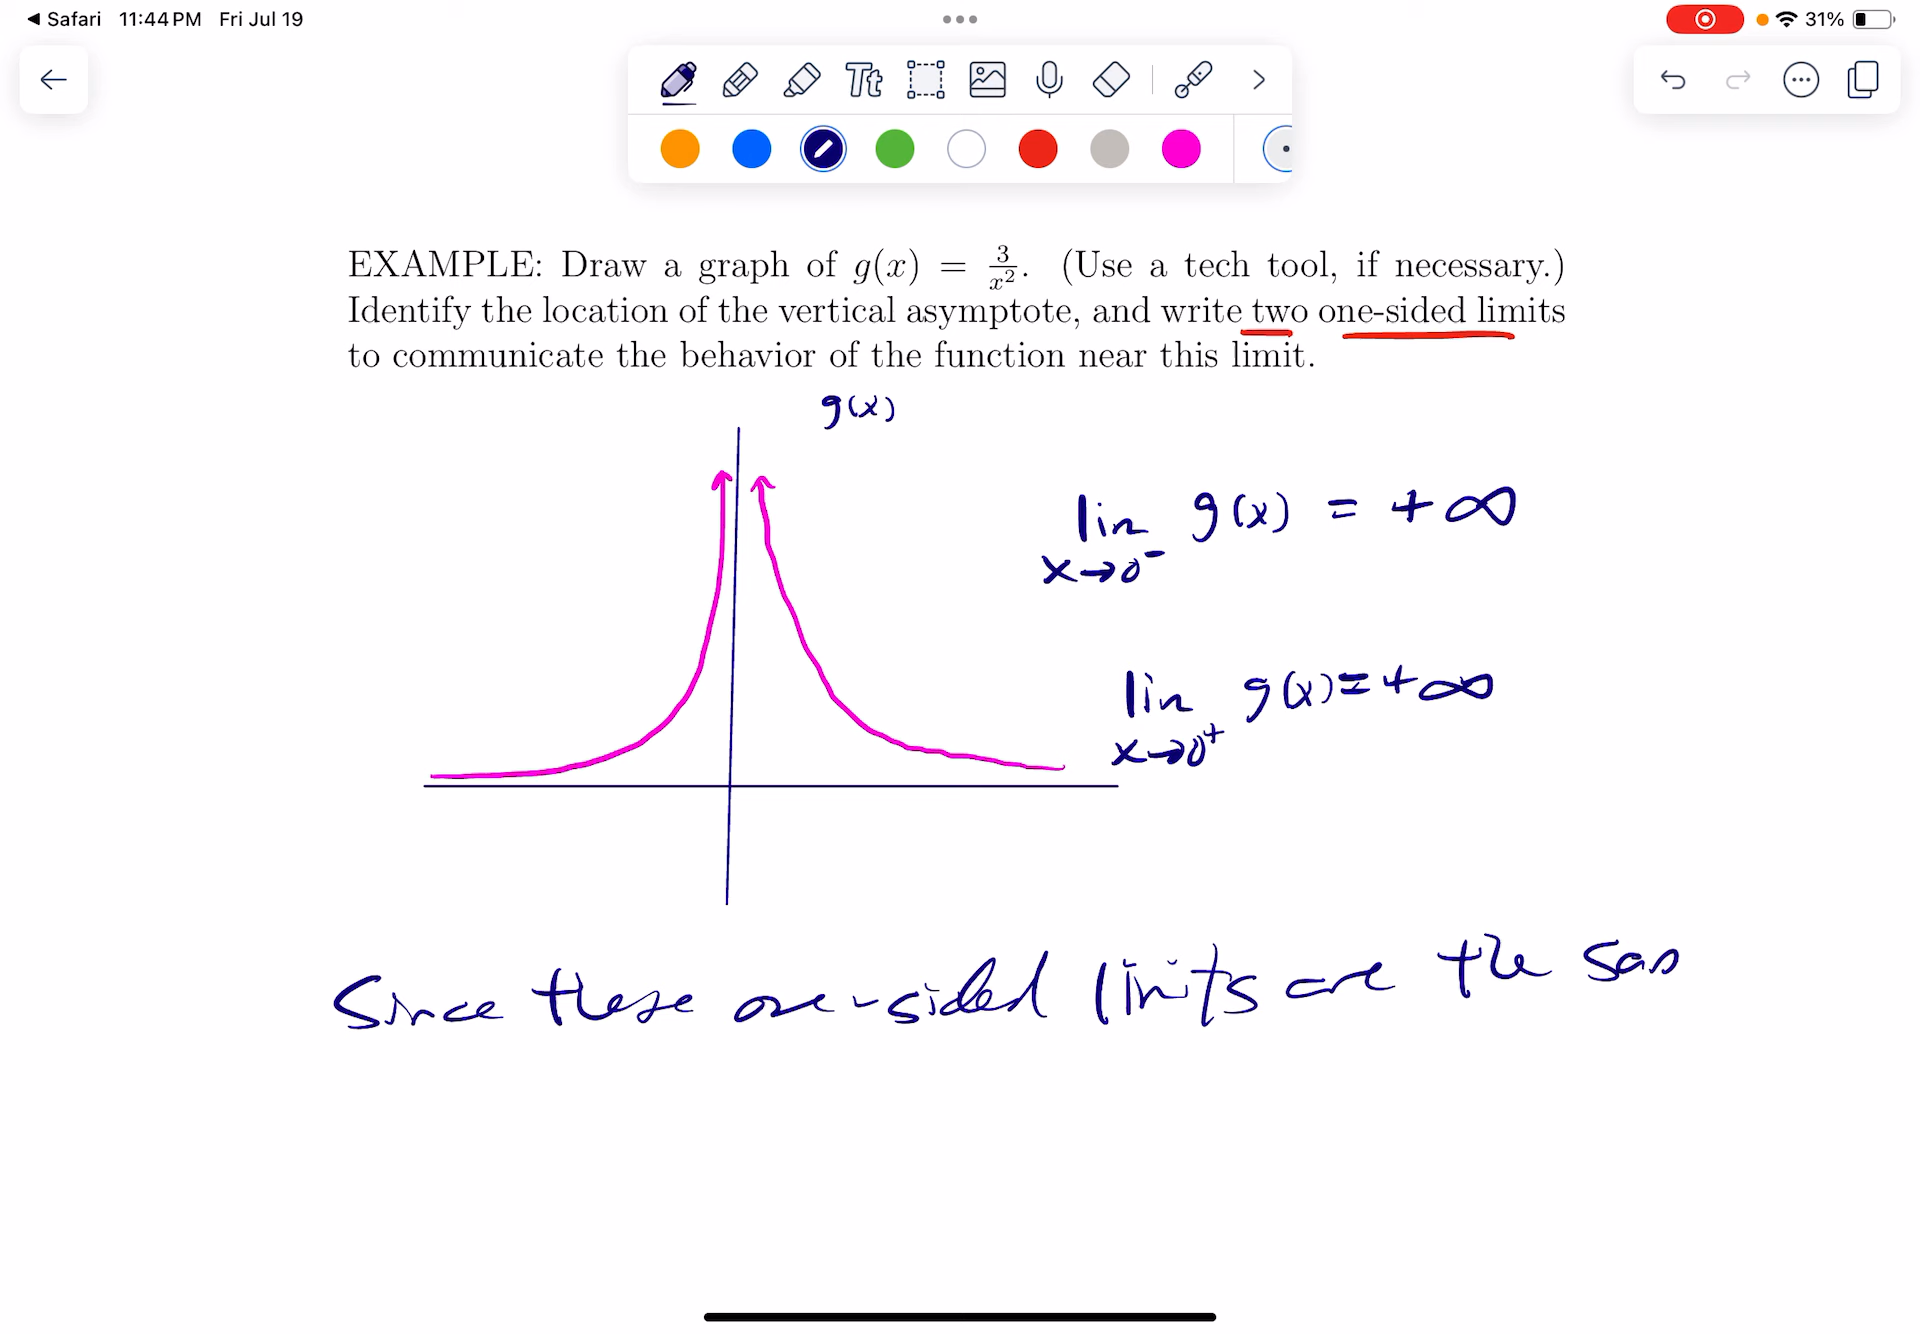 ◀ Safari 11:44 PM Fri Jul 19
31%
Tt
EXAMPLE: Draw a graph of g(x) = 3/x². (Use a tech tool, if necessary.)
Identify the location of the vertical asymptote, and write two one-sided limits
to communicate the behavior of the function near this limit.
g(x)
lim g(x) = +∞
x→0⁻
lim g(x) = +∞
x→0⁺
Since these one-sided limits are the sam